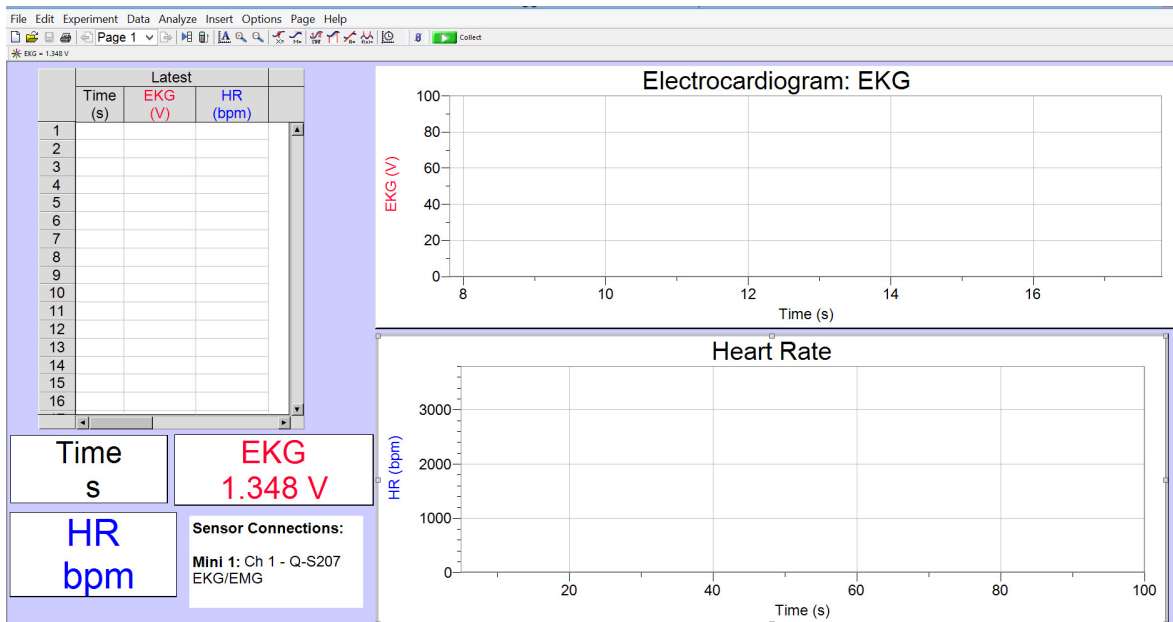 File Edit Experiment Data Analyze Insert Options Page Help
Page 1
Collect
EKG = 1.348 V
Latest
Time EKG HR
(s) (V) (bpm)
1
2
3
4
5
6
7
8
9
10
11
12
13
14
15
16
Time
s
EKG
1.348 V
HR
bpm
Sensor Connections:
Mini 1: Ch 1 - Q-S207
EKG/EMG
Electrocardiogram: EKG
EKG (V)
100
80
60
40
20
0
8 10 12 14 16
Time (s)
Heart Rate
HR (bpm)
3000
2000
1000
0
20 40 60 80 100
Time (s)